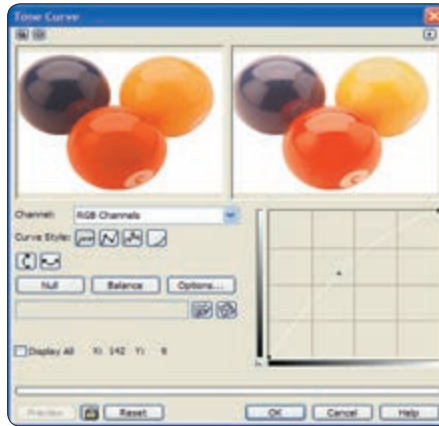 Tone Curve
Channel: RGB Channels
Curve Style:
Null Balance Options...
Display All X: 142 Y: 6
Preview Reset OK Cancel Help